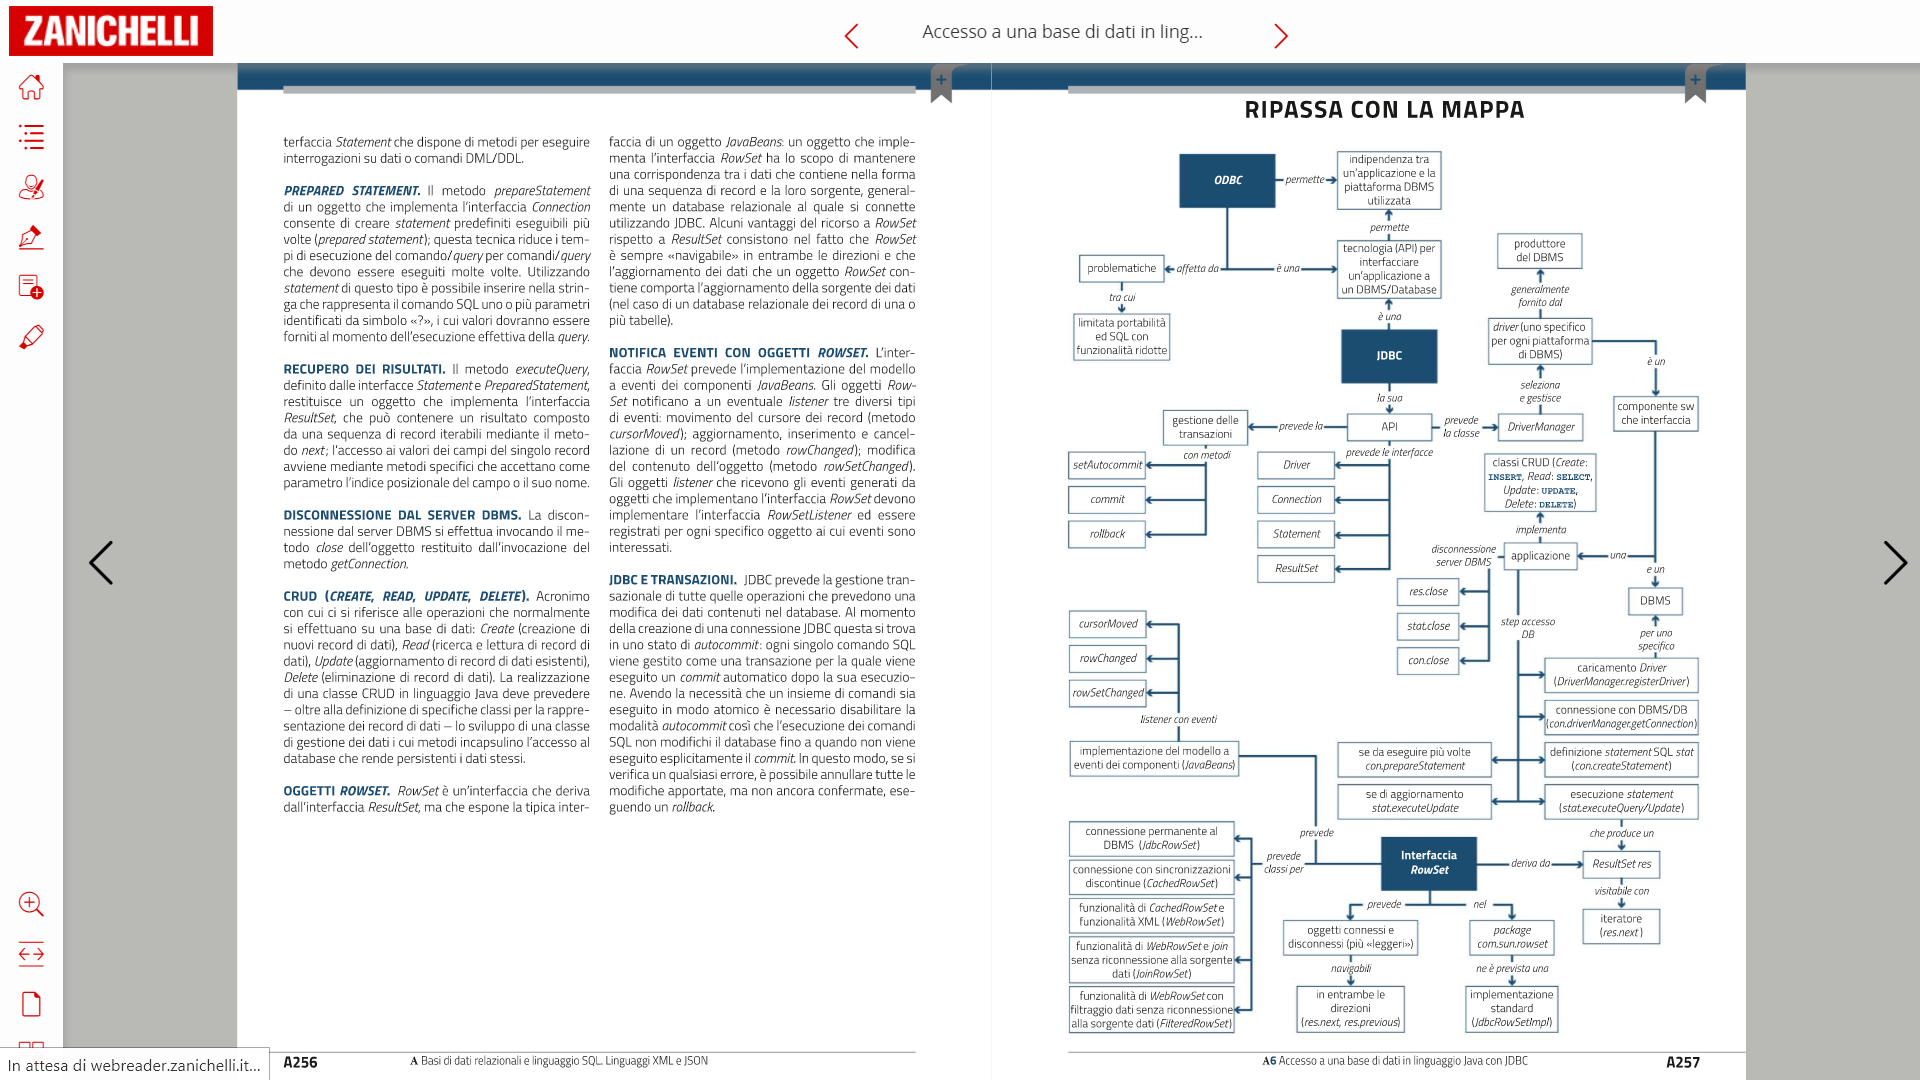 ZANICHELLI
Accesso a una base di dati in ling...
terfaccia Statement che dispone di metodi per eseguire
interrogazioni su dati o comandi DML/DDL.
PREPARED STATEMENT. Il metodo prepareStatement
di un oggetto che implementa l'interfaccia Connection
consente di creare statement predefiniti eseguibili più
volte (prepared statement); questa tecnica riduce i tem-
pi di esecuzione del comando/query per comandi/query
che devono essere eseguiti molte volte. Utilizzando
statement di questo tipo è possibile inserire nella strin-
ga che rappresenta il comando SQL uno o più parametri
identificati da simbolo «?», i cui valori dovranno essere
forniti al momento dell'esecuzione effettiva della query.
RECUPERO DEI RISULTATI. Il metodo executeQuery,
definito dalle interfacce Statement e PreparedStatement,
restituisce un oggetto che implementa l'interfaccia
ResultSet, che può contenere un risultato composto
da una sequenza di record iterabili mediante il meto-
do next; l'accesso ai valori dei campi del singolo record
avviene mediante metodi specifici che accettano come
parametro l'indice posizionale del campo o il suo nome.
DISCONNESSIONE DAL SERVER DBMS. La discon-
nessione dal server DBMS si effettua invocando il me-
todo close dell'oggetto restituito dall'invocazione del
metodo getConnection.
CRUD (CREATE, READ, UPDATE, DELETE). Acronimo
con cui ci si riferisce alle operazioni che normalmente
si effettuano su una base di dati: Create (creazione di
nuovi record di dati), Read (ricerca e lettura di record di
dati), Update (aggiornamento di record di dati esistenti),
Delete (eliminazione di record di dati). La realizzazione
di una classe CRUD in linguaggio Java deve prevedere
– oltre alla definizione di specifiche classi per la rappre-
sentazione dei record di dati – lo sviluppo di una classe
di gestione dei dati i cui metodi incapsulino l'accesso al
database che rende persistenti i dati stessi.
OGGETTI ROWSET. RowSet è un'interfaccia che deriva
dall'interfaccia ResultSet, ma che espone la tipica inter-
faccia di un oggetto JavaBeans: un oggetto che imple-
menta l'interfaccia RowSet ha lo scopo di mantenere
una corrispondenza tra i dati che contiene nella forma
di una sequenza di record e la loro sorgente, general-
mente un database relazionale al quale si connette
utilizzando JDBC. Alcuni vantaggi del ricorso a RowSet
rispetto a ResultSet consistono nel fatto che RowSet
è sempre «navigabile» in entrambe le direzioni e che
l'aggiornamento dei dati che un oggetto RowSet con-
tiene comporta l'aggiornamento della sorgente dei dati
(nel caso di un database relazionale dei record di una o
più tabelle).
NOTIFICA EVENTI CON OGGETTI ROWSET. L'inter-
faccia RowSet prevede l'implementazione del modello
a eventi dei componenti JavaBeans. Gli oggetti Row-
Set notificano a un eventuale listener tre diversi tipi
di eventi: movimento del cursore dei record (metodo
cursorMoved); aggiornamento, inserimento e cancel-
lazione di un record (metodo rowChanged); modifica
del contenuto dell'oggetto (metodo rowSetChanged).
Gli oggetti listener che ricevono gli eventi generati da
oggetti che implementano l'interfaccia RowSet devono
implementare l'interfaccia RowSetListener ed essere
registrati per ogni specifico oggetto ai cui eventi sono
interessati.
JDBC E TRANSAZIONI. JDBC prevede la gestione tran-
sazionale di tutte quelle operazioni che prevedono una
modifica dei dati contenuti nel database. Al momento
della creazione di una connessione JDBC questa si trova
in uno stato di autocommit: ogni singolo comando SQL
viene gestito come una transazione per la quale viene
eseguito un commit automatico dopo la sua esecuzio-
ne. Avendo la necessità che un insieme di comandi sia
eseguito in modo atomico è necessario disabilitare la
modalità autocommit così che l'esecuzione dei comandi
SQL non modifichi il database fino a quando non viene
eseguito esplicitamente il commit. In questo modo, se si
verifica un qualsiasi errore, è possibile annullare tutte le
modifiche apportate, ma non ancora confermate, ese-
guendo un rollback.
A256
A Basi di dati relazionali e linguaggio SQL. Linguaggi XML e JSON
In attesa di webreader.zanichelli.it...
RIPASSA CON LA MAPPA
ODBC
permette
indipendenza tra
un'applicazione e la
piattaforma DBMS
utilizzata
permette
tecnologia (API) per
interfacciare
un'applicazione a
un DBMS/Database
problematiche
affetta da
è una
tra cui
limitata portabilità
ed SQL con
funzionalità ridotte
è una
JDBC
la sua
produttore
del DBMS
generalmente
fornito dal
driver (uno specifico
per ogni piattaforma
di DBMS)
è un
seleziona
e gestisce
componente sw
che interfaccia
gestione delle
transazioni
prevede la
API
prevede
la classe
DriverManager
con metodi
prevede le interfacce
setAutocommit
commit
rollback
Driver
Connection
Statement
ResultSet
classi CRUD (Create:
INSERT, Read: SELECT,
Update: UPDATE,
Delete: DELETE)
implementa
disconnessione
server DBMS
applicazione
una
e un
DBMS
res.close
stat.close
con.close
step accesso
DB
per uno
specifico
cursorMoved
rowChanged
rowSetChanged
listener con eventi
implementazione del modello a
eventi dei componenti (JavaBeans)
caricamento Driver
(DriverManager.registerDriver)
connessione con DBMS/DB
(con.driverManager.getConnection)
se da eseguire più volte
con.prepareStatement
definizione statement SQL stat
(con.createStatement)
se di aggiornamento
stat.executeUpdate
esecuzione statement
(stat.executeQuery/Update)
che produce un
prevede
connessione permanente al
DBMS (JdbcRowSet)
connessione con sincronizzazioni
discontinue (CachedRowSet)
funzionalità di CachedRowSet e
funzionalità XML (WebRowSet)
funzionalità di WebRowSet e join
senza riconnessione alla sorgente
dati (JoinRowSet)
funzionalità di WebRowSet con
filtraggio dati senza riconnessione
alla sorgente dati (FilteredRowSet)
prevede
classi per
Interfaccia
RowSet
deriva da
ResultSet res
visitabile con
iteratore
(res.next)
prevede
nel
oggetti connessi e
disconnessi (più «leggeri»)
package
com.sun.rowset
navigabili
ne è prevista una
in entrambe le
direzioni
(res.next, res.previous)
implementazione
standard
(JdbcRowSetImpl)
A6 Accesso a una base di dati in linguaggio Java con JDBC
A257